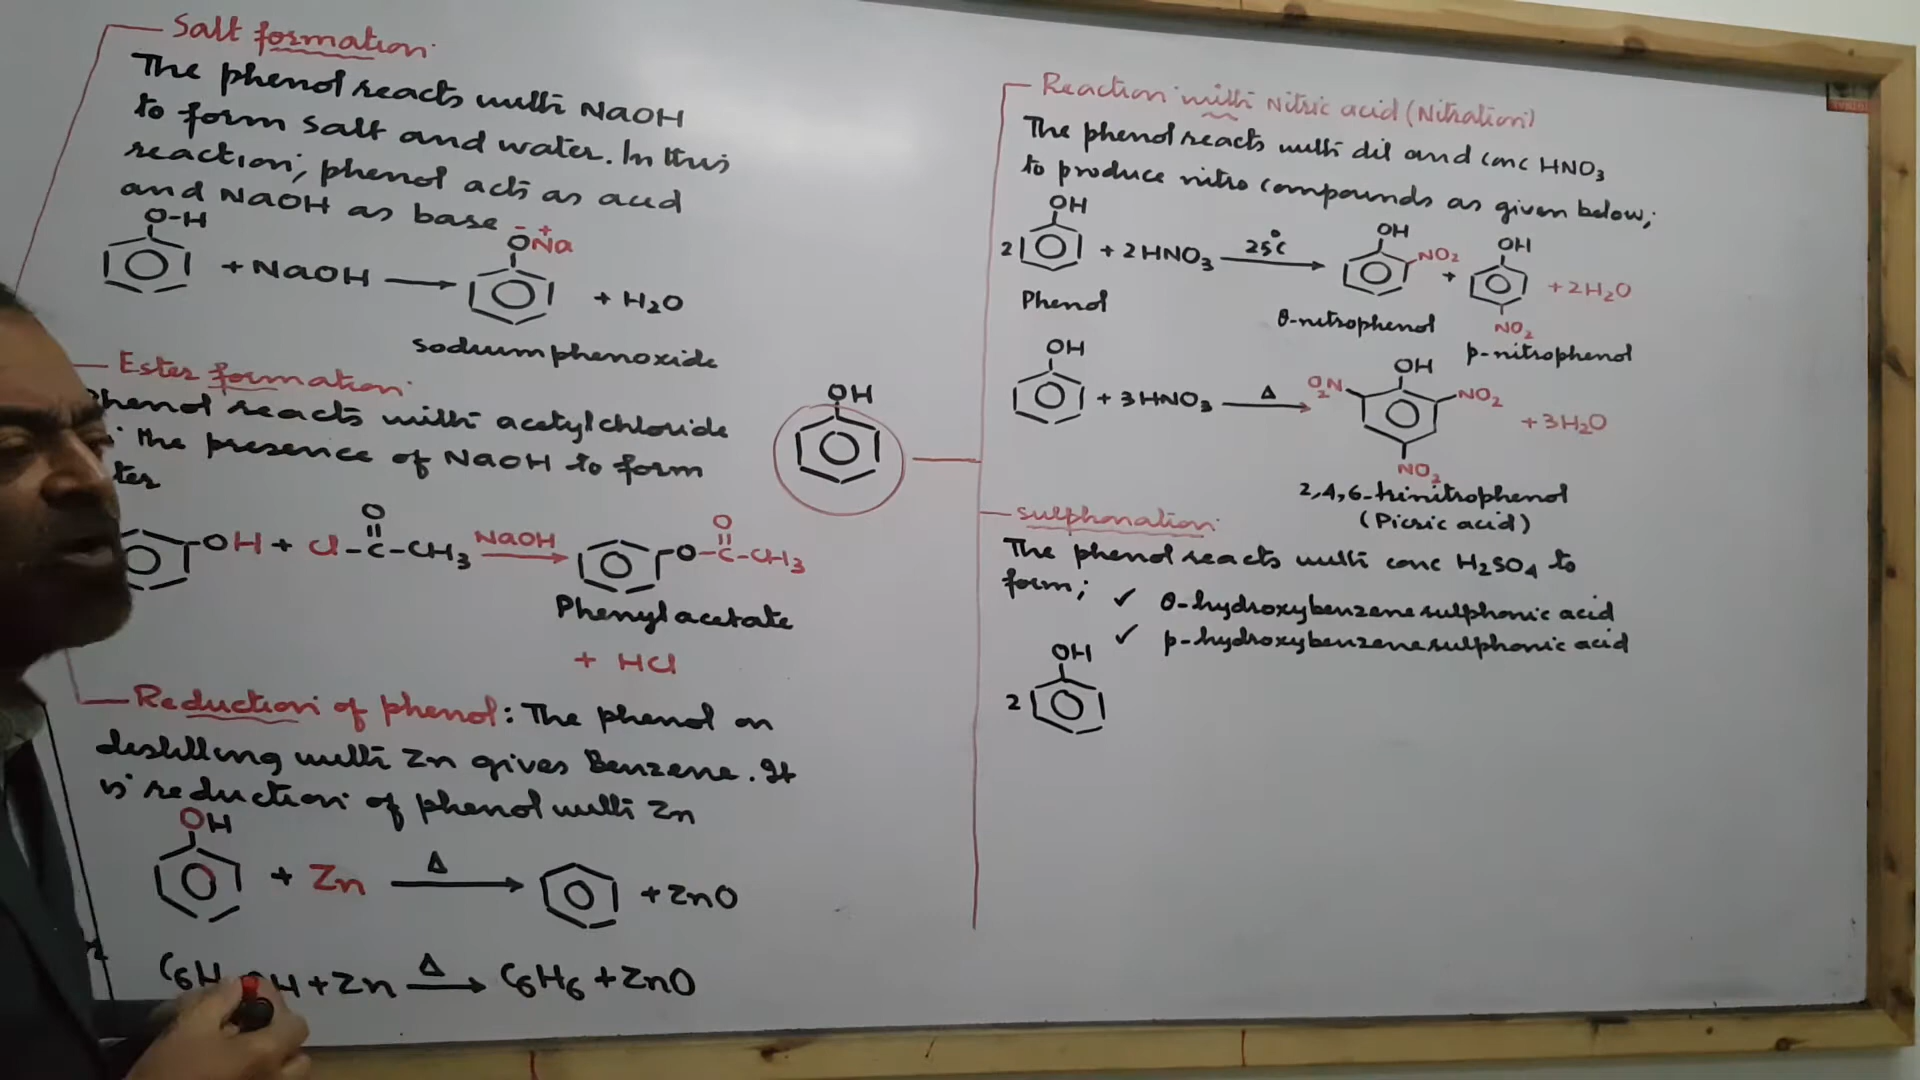 Salt formation:
The phenol reacts with NaOH
to form salt and water. In this
reaction; phenol acts as acid
and NaOH as base
O-H
+ NaOH ⟶
O⁻Na⁺
+ H₂O
sodium phenoxide
Ester formation:
Phenol reacts with acetyl chloride
the presence of NaOH to form
ter
OH + Cl-C-CH₃
O
NaOH
O-C-CH₃
O
Phenyl acetate
+ HCl
Reduction of phenol: The phenol on
distilling with Zn gives Benzene. It
is reduction of phenol with Zn
OH
+ Zn
Δ
⟶
+ ZnO
C₆H H + Zn
Δ
⟶ C₆H₆ + ZnO
OH
Reaction with Nitric acid (Nitration)
The phenol reacts with dil and conc HNO₃
to produce nitro compounds as given below;
OH
2
+ 2HNO₃
25°C
⟶
OH
NO₂
+
OH
NO₂
+ 2H₂O
Phenol
o-nitrophenol
p-nitrophenol
OH
+ 3HNO₃
Δ
⟶
OH
O₂N
NO₂
NO₂
+ 3H₂O
2,4,6-trinitrophenol
(Picric acid)
sulphonation:
The phenol reacts with conc H₂SO₄ to
form;
✓ o-hydroxybenzene sulphonic acid
✓ p-hydroxybenzene sulphonic acid
OH
2